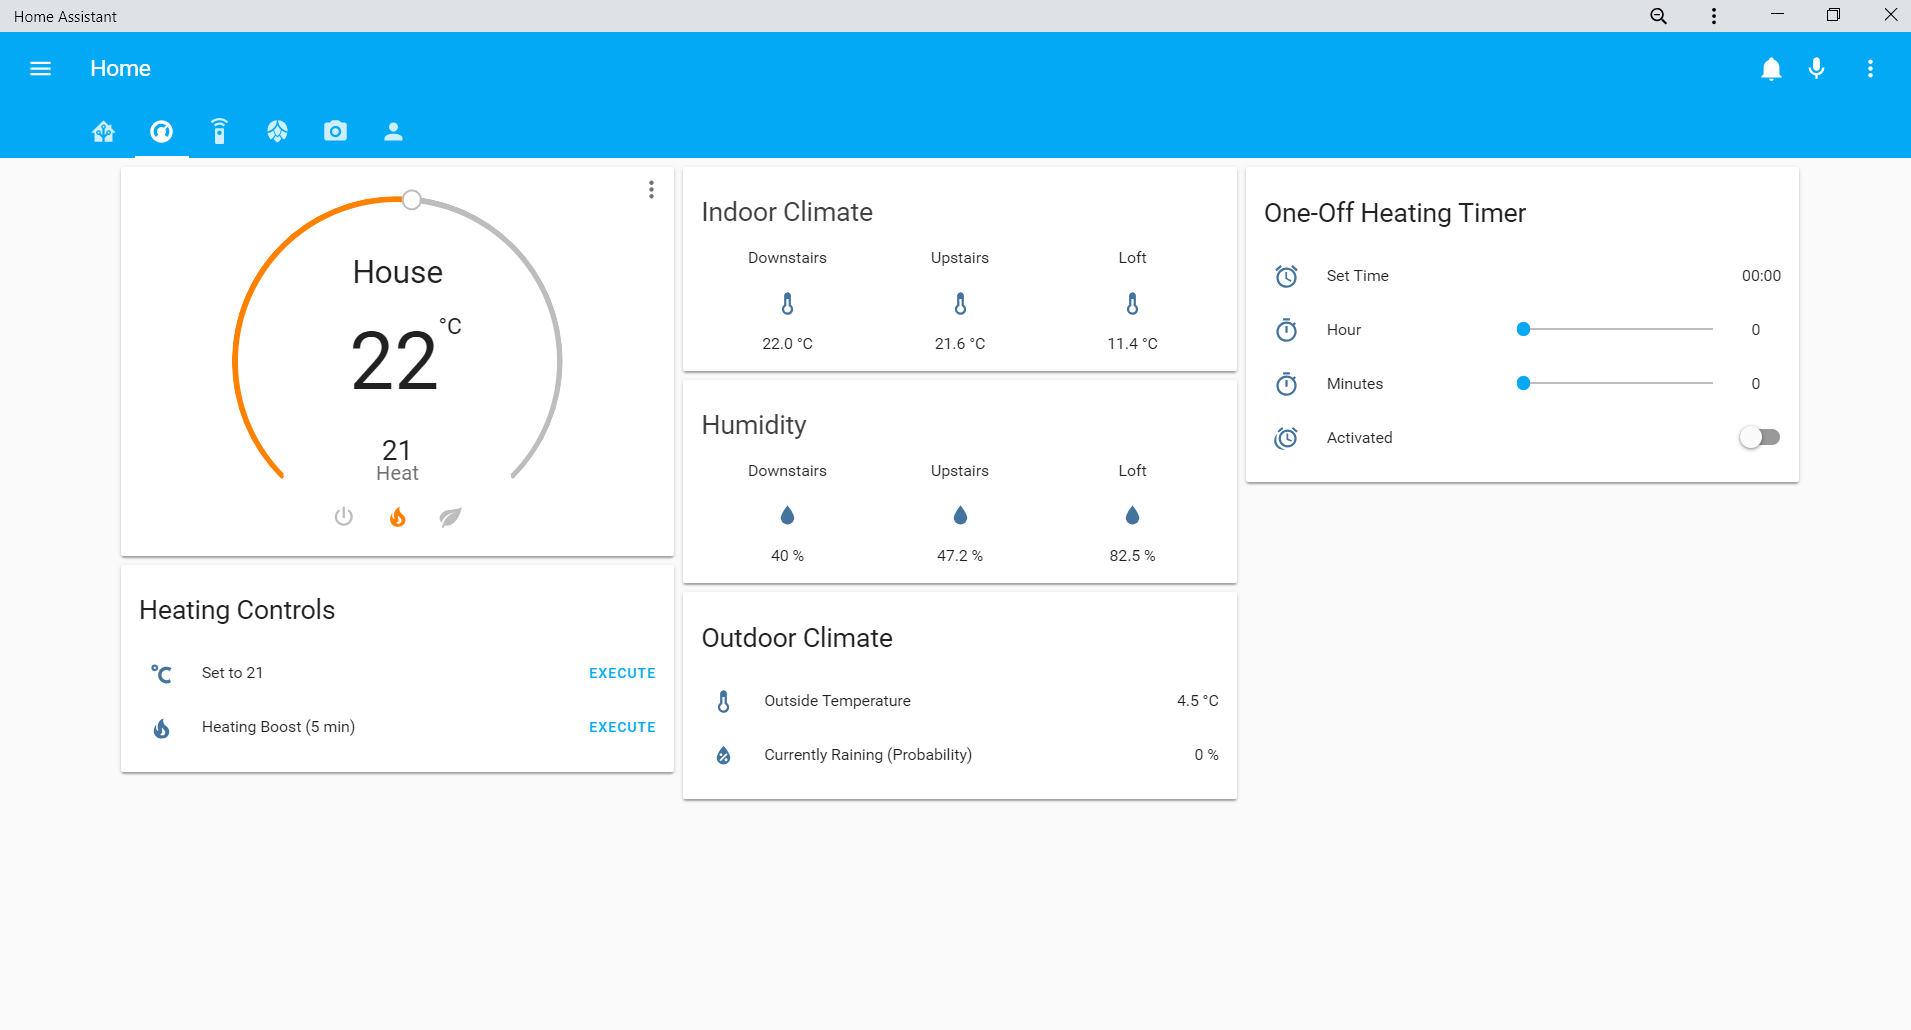 Home Assistant
Home
House
22 °C
21
Heat
Heating Controls
Set to 21 EXECUTE
Heating Boost (5 min) EXECUTE
Indoor Climate
Downstairs Upstairs Loft
22.0 °C 21.6 °C 11.4 °C
Humidity
Downstairs Upstairs Loft
40 % 47.2 % 82.5 %
Outdoor Climate
Outside Temperature 4.5 °C
Currently Raining (Probability) 0 %
One-Off Heating Timer
Set Time 00:00
Hour 0
Minutes 0
Activated